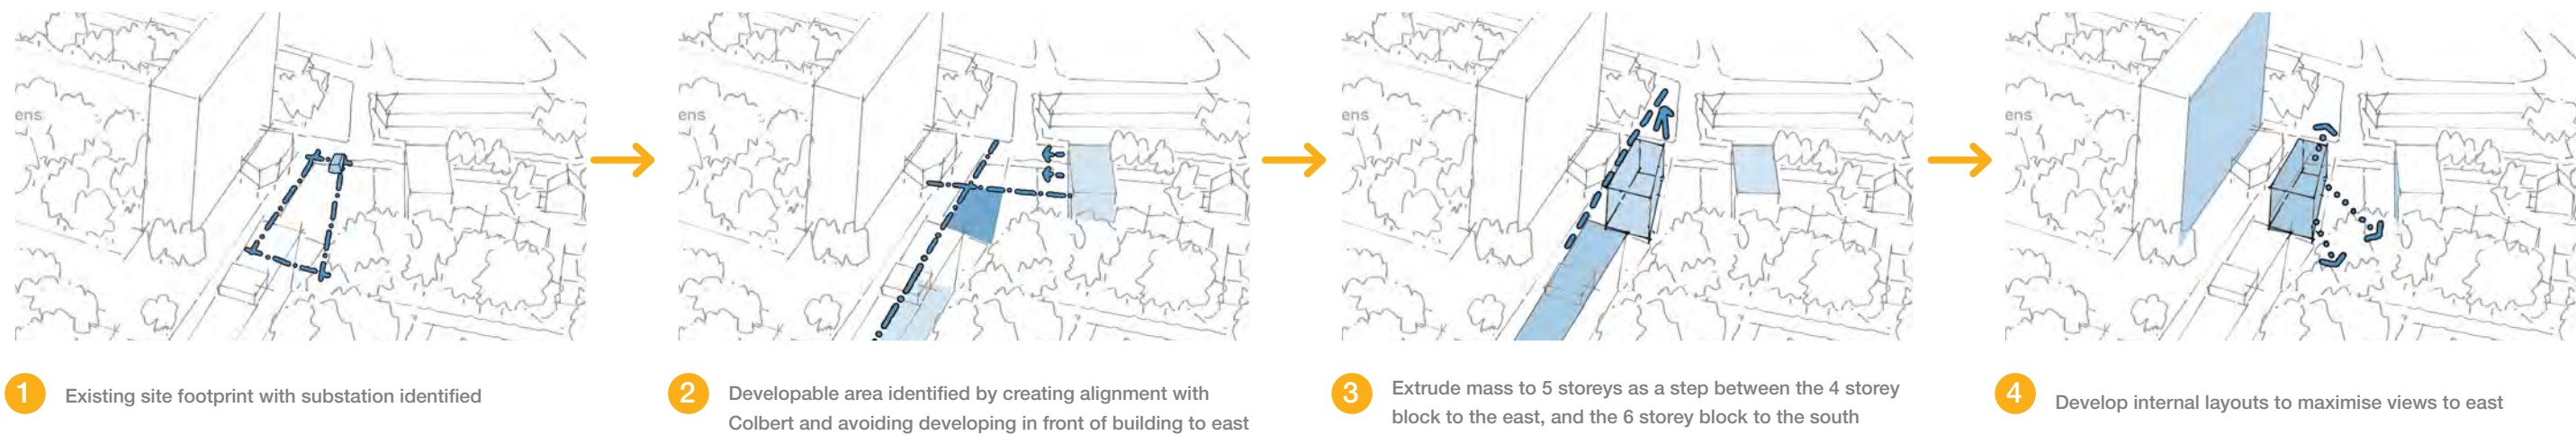 ens
ens
ens
ens
1
Existing site footprint with substation identified
2
Developable area identified by creating alignment with
Colbert and avoiding developing in front of building to east
3
Extrude mass to 5 storeys as a step between the 4 storey
block to the east, and the 6 storey block to the south
4
Develop internal layouts to maximise views to east